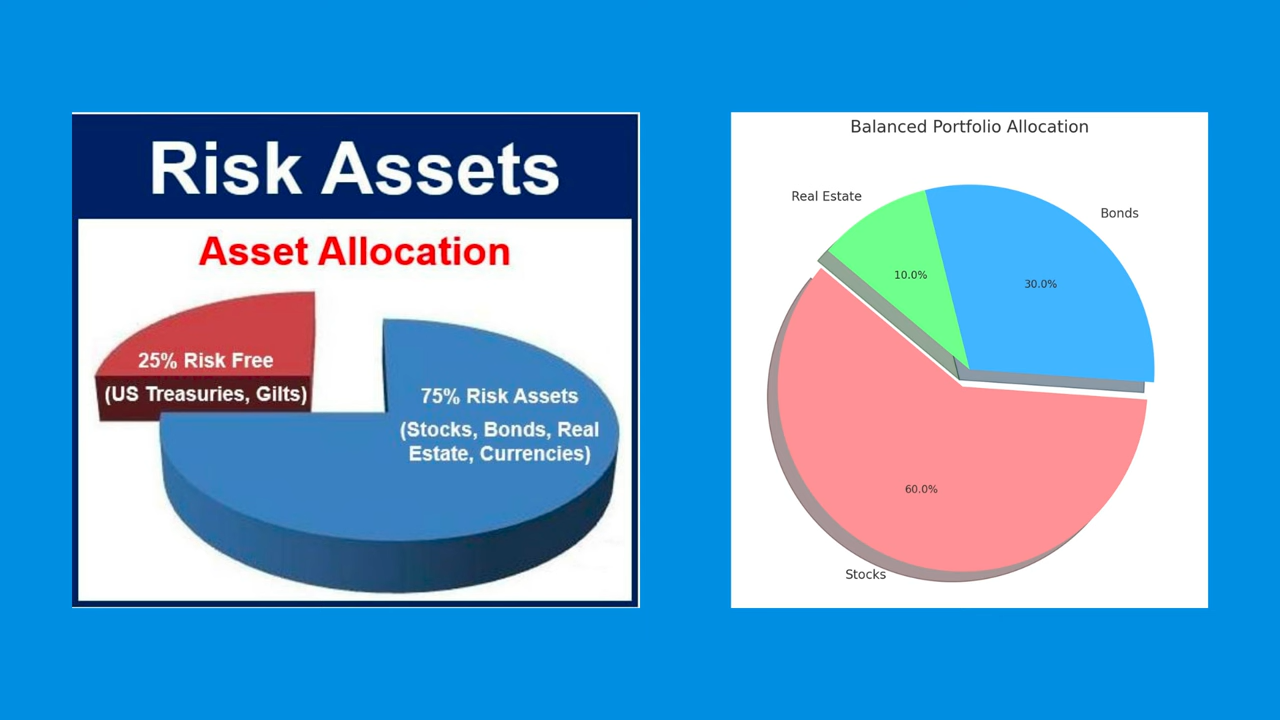 Risk Assets
Asset Allocation
25% Risk Free
(US Treasuries, Gilts)
75% Risk Assets
(Stocks, Bonds, Real
Estate, Currencies)
Balanced Portfolio Allocation
Real Estate
Bonds
10.0%
30.0%
60.0%
Stocks